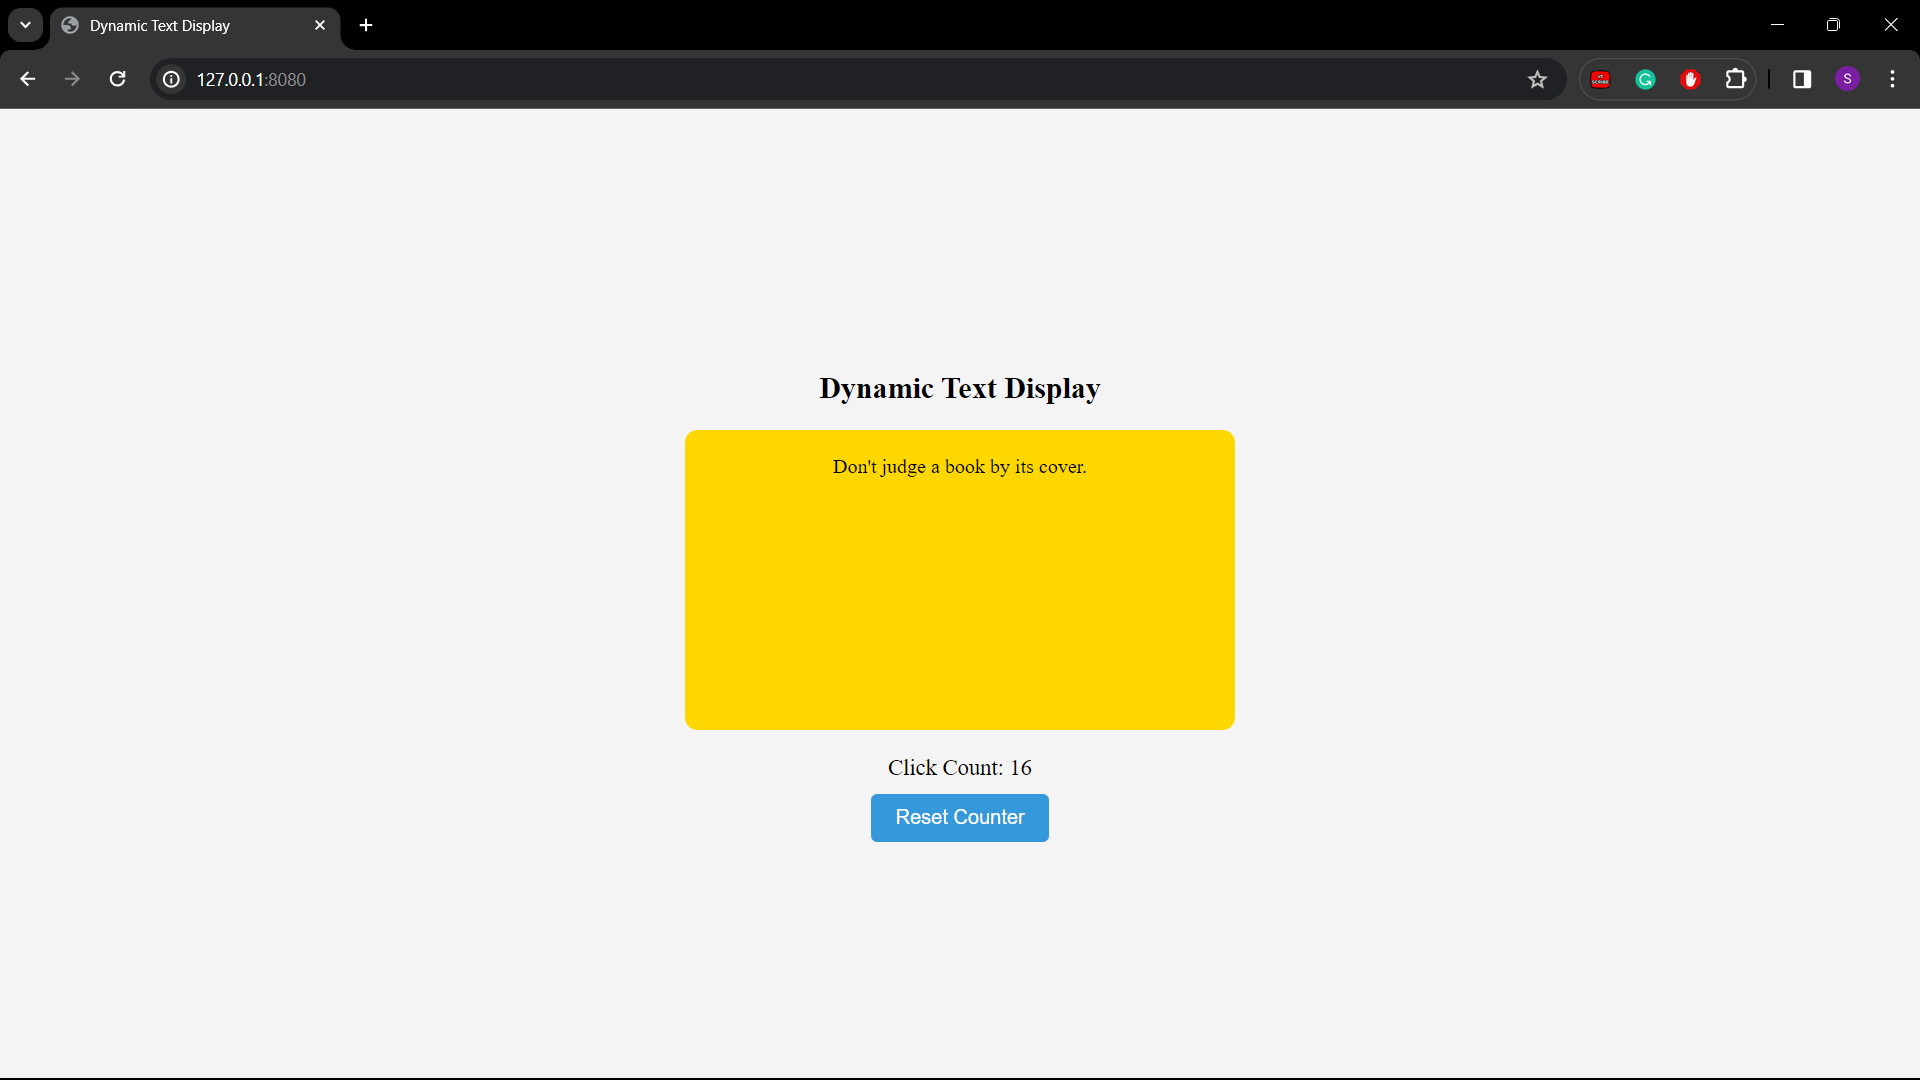 Dynamic Text Display
127.0.0.1:8080
S
Dynamic Text Display
Don't judge a book by its cover.
Click Count: 16
Reset Counter